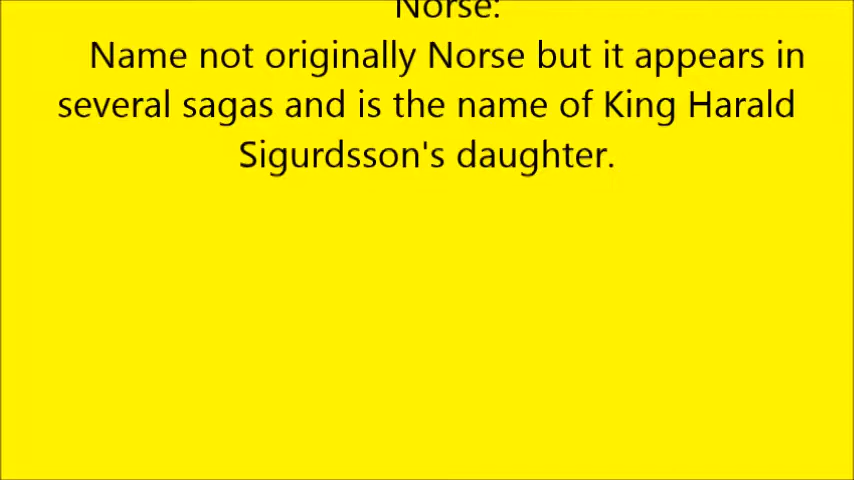 Norse:
Name not originally Norse but it appears in
several sagas and is the name of King Harald
Sigurdsson's daughter.